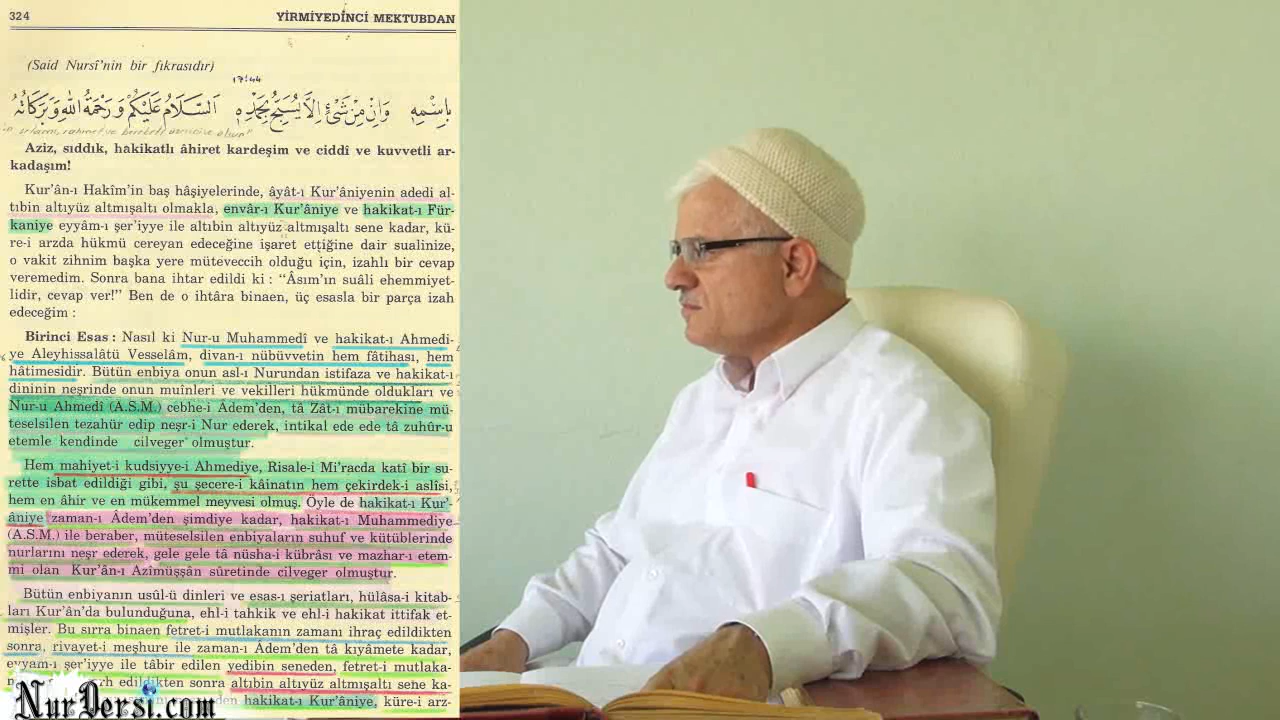 324 YİRMİYEDİNCİ MEKTUBDAN
(Said Nursî'nin bir fıkrasıdır)
17:44
بِاسْمِهِ وَاِنْ مِنْ شَيْءٍ اِلَّا يُسَبِّحُ بِحَمْدِهِ اَلسَّلَامُ عَلَيْكُمْ وَرَحْمَةُ اللهِ وَبَرَكَاتُهُ
selâmı, rahmet ve bereketi üzerinize olsun"
Aziz, sıddık, hakikatlı âhiret kardeşim ve ciddî ve kuvvetli ar-
kadaşım!
Kur'ân-ı Hakîm'in baş hâşiyelerinde, âyât-ı Kur'âniyenin adedi al-
tıbin altıyüz altmışaltı olmakla, envâr-ı Kur'âniye ve hakikat-ı Für-
kaniye eyyâm-ı şer'iyye ile altıbin altıyüz altmışaltı sene kadar, kü-
re-i arzda hükmü cereyan edeceğine işaret ettiğine dair sualinize,
o vakit zihnim başka yere müteveccih olduğu için, izahlı bir cevap
veremedim. Sonra bana ihtar edildi ki : "Âsım'ın suâli ehemmiyet-
lidir, cevap ver!" Ben de o ihtâra binaen, üç esasla bir parça izah
edeceğim :
Birinci Esas : Nasıl ki Nur-u Muhammedî ve hakikat-ı Ahmedi-
ye Aleyhissalâtü Vesselâm, divan-ı nübüvvetin hem fâtihası, hem
hâtimesidir. Bütün enbiya onun asl-ı Nurundan istifaza ve hakikat-ı
dininin neşrinde onun muînleri ve vekilleri hükmünde oldukları ve
Nur-u Ahmedî (A.S.M.) cebhe-i Âdem'den, tâ Zât-ı mübarekine mü-
teselsilen tezahür edip neşr-i Nur ederek, intikal ede ede tâ zuhûr-u
etemle kendinde cilveger olmuştur.
Hem mahiyet-i kudsiyye-i Ahmediye, Risale-i Mi'racda katî bir su-
rette isbat edildiği gibi, şu şecere-i kâinatın hem çekirdek-i aslîsi,
hem en âhir ve en mükemmel meyvesi olmuş. Öyle de hakikat-ı Kur'-
âniye zaman-ı Âdem'den şimdiye kadar, hakikat-ı Muhammediye
(A.S.M.) ile beraber, müteselsilen enbiyaların suhuf ve kütüblerinde
nurlarını neşr ederek, gele gele tâ nüsha-i kübrâsı ve mazhar-ı etem-
mi olan Kur'ân-ı Azîmüşşân sûretinde cilveger olmuştur.
Bütün enbiyanın usûl-ü dinleri ve esas-ı şeriatları, hülâsa-i kitab-
ları Kur'ân'da bulunduğuna, ehl-i tahkik ve ehl-i hakikat ittifak et-
mişler. Bu sırra binaen fetret-i mutlakanın zamanı ihraç edildikten
sonra, rivayet-i meşhure ile zaman-ı Âdem'den tâ kıyâmete kadar,
eyyam-ı şer'iyye ile tâbir edilen yedibin seneden, fetret-i mutlaka-
edildikten sonra altıbin altıyüz altmışaltı sene ka-
den hakikat-ı Kur'âniye, küre-i arz-
NurDersi.com